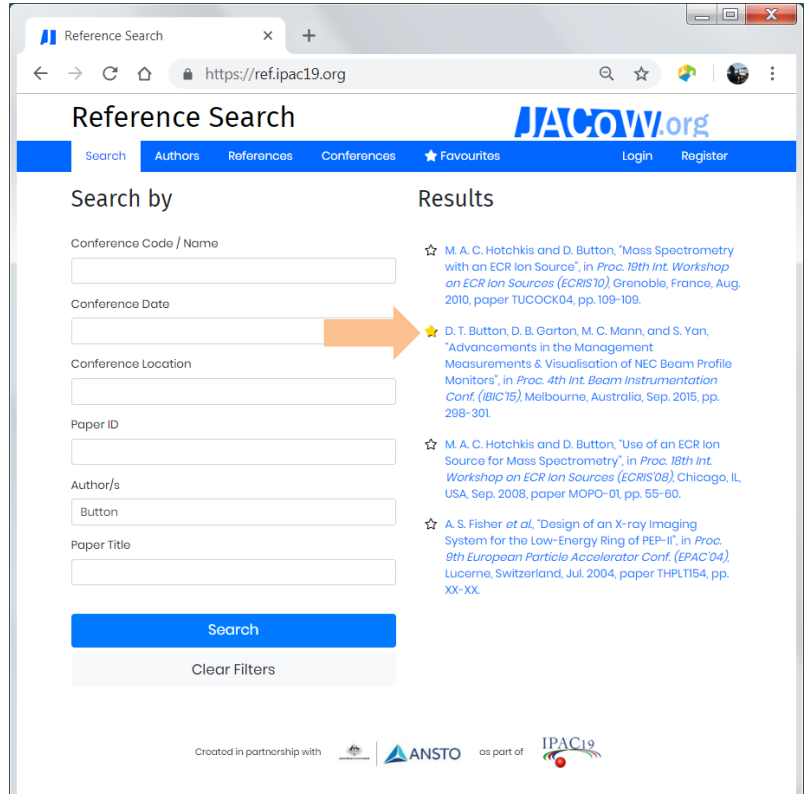 Reference Search
https://ref.ipac19.org
Reference Search
JACoW.org
Search Authors References Conferences Favourites Login Register
Search by
Conference Code / Name
Conference Date
Conference Location
Paper ID
Author/s
Button
Paper Title
Search
Clear Filters
Results
M. A. C. Hotchkis and D. Button, "Mass Spectrometry
with an ECR Ion Source", in Proc. 19th Int. Workshop
on ECR Ion Sources (ECRIS'10), Grenoble, France, Aug.
2010, paper TUCOCK04, pp. 109-109.
D. T. Button, D. B. Garton, M. C. Mann, and S. Yan,
"Advancements in the Management
Measurements & Visualisation of NEC Beam Profile
Monitors", in Proc. 4th Int. Beam Instrumentation
Conf. (IBIC'15), Melbourne, Australia, Sep. 2015, pp.
298-301.
M. A. C. Hotchkis and D. Button, "Use of an ECR Ion
Source for Mass Spectrometry", in Proc. 18th Int.
Workshop on ECR Ion Sources (ECRIS'08), Chicago, IL,
USA, Sep. 2008, paper MOPO-01, pp. 55-60.
A. S. Fisher et al., "Design of an X-ray Imaging
System for the Low-Energy Ring of PEP-II", in Proc.
9th European Particle Accelerator Conf. (EPAC'04),
Lucerne, Switzerland, Jul. 2004, paper THPLT154, pp.
XX-XX.
Created in partnership with ANSTO as part of IPAC19